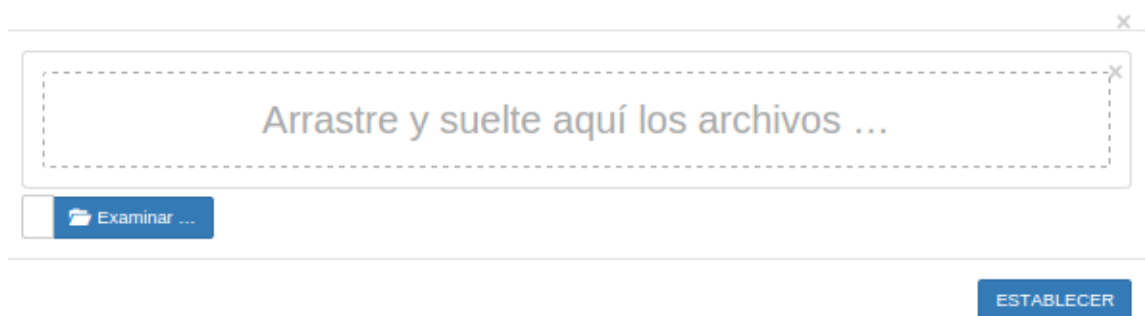 Arrastre y suelte aquí los archivos …
Examinar …
ESTABLECER